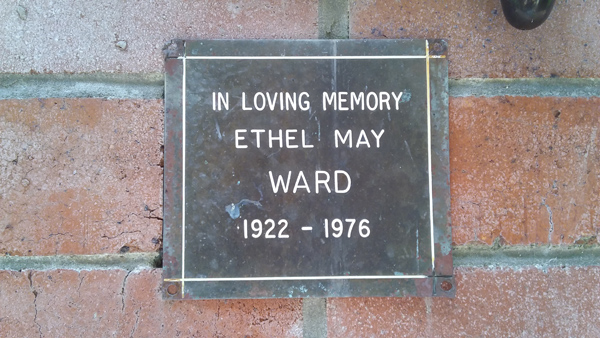 IN LOVING MEMORY
ETHEL MAY
WARD
1922 - 1976